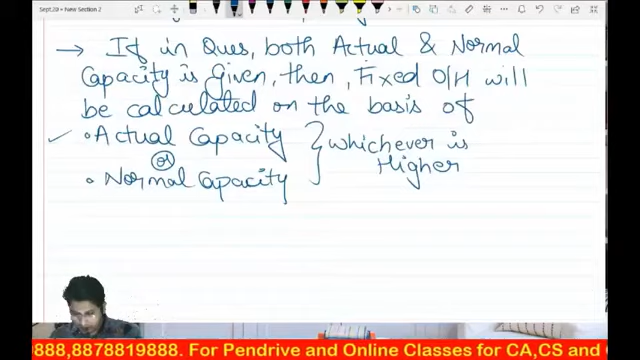 Sept.20 » New Section 2
→ If in Ques, both Actual & Normal
Capacity is Given, then, Fixed O/H will
be calculated on the basis of
• Actual Capacity
or
• Normal Capacity
whichever is
Higher
888,8878819888. For Pendrive and Online Classes for CA,CS and